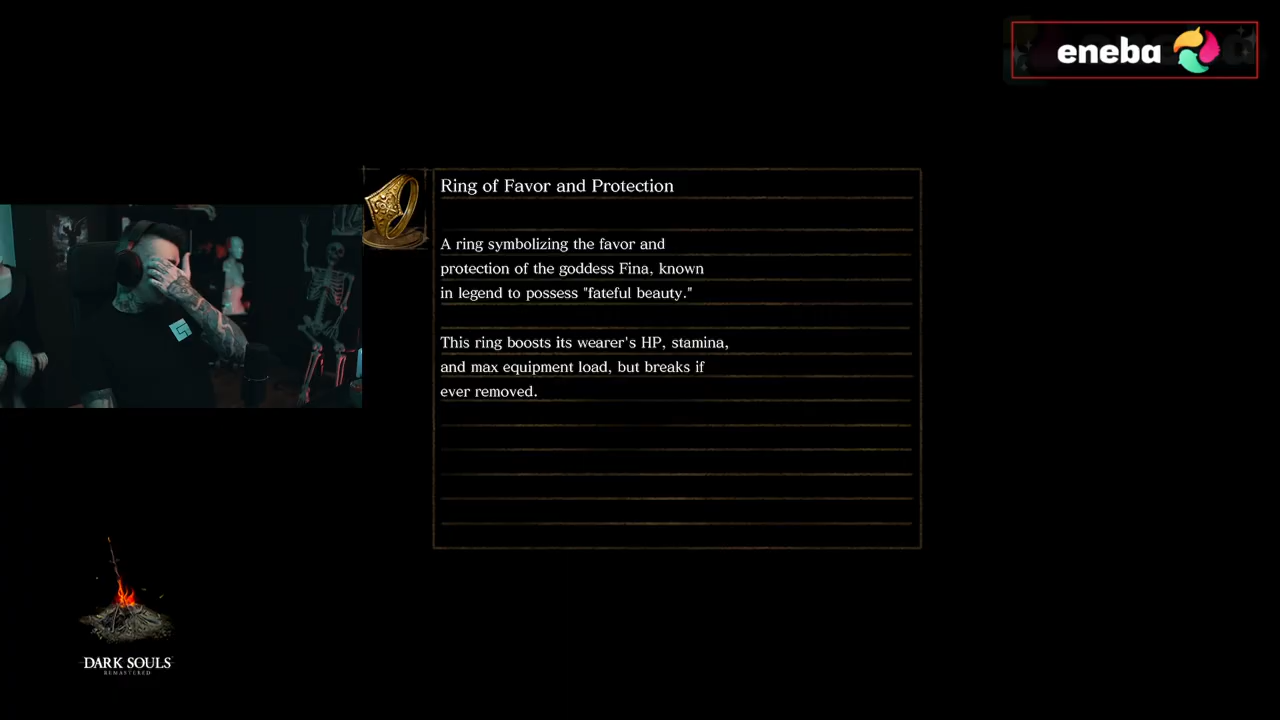 eneba
Ring of Favor and Protection
A ring symbolizing the favor and
protection of the goddess Fina, known
in legend to possess "fateful beauty."
This ring boosts its wearer's HP, stamina,
and max equipment load, but breaks if
ever removed.
DARK SOULS
REMASTERED